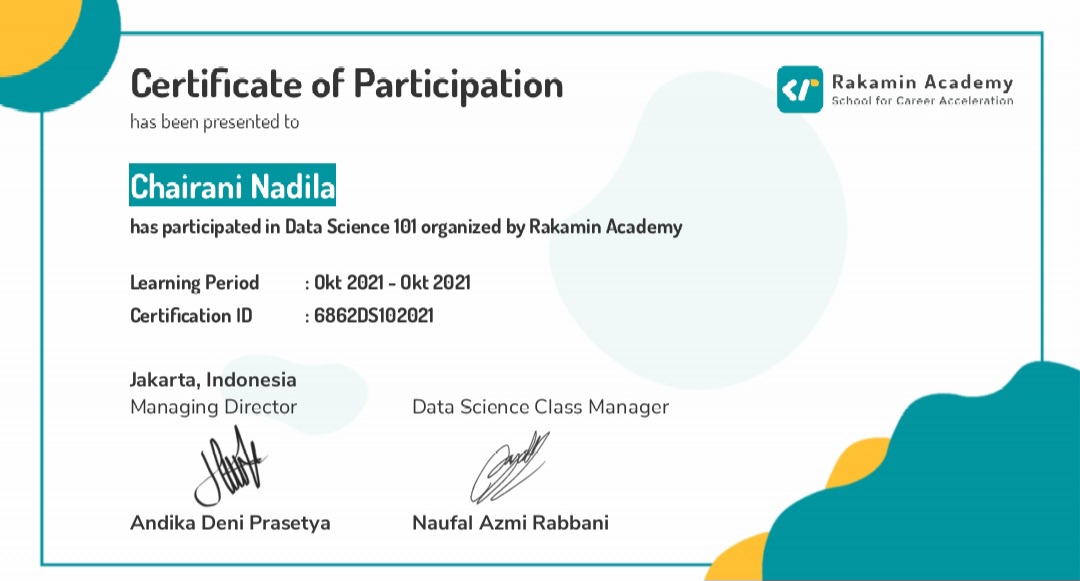 Certificate of Participation
has been presented to
Rakamin Academy
School for Career Acceleration
Chairani Nadila
has participated in Data Science 101 organized by Rakamin Academy
Learning Period : Okt 2021 - Okt 2021
Certification ID : 6862DS102021
Jakarta, Indonesia
Managing Director
Data Science Class Manager
Andika Deni Prasetya
Naufal Azmi Rabbani